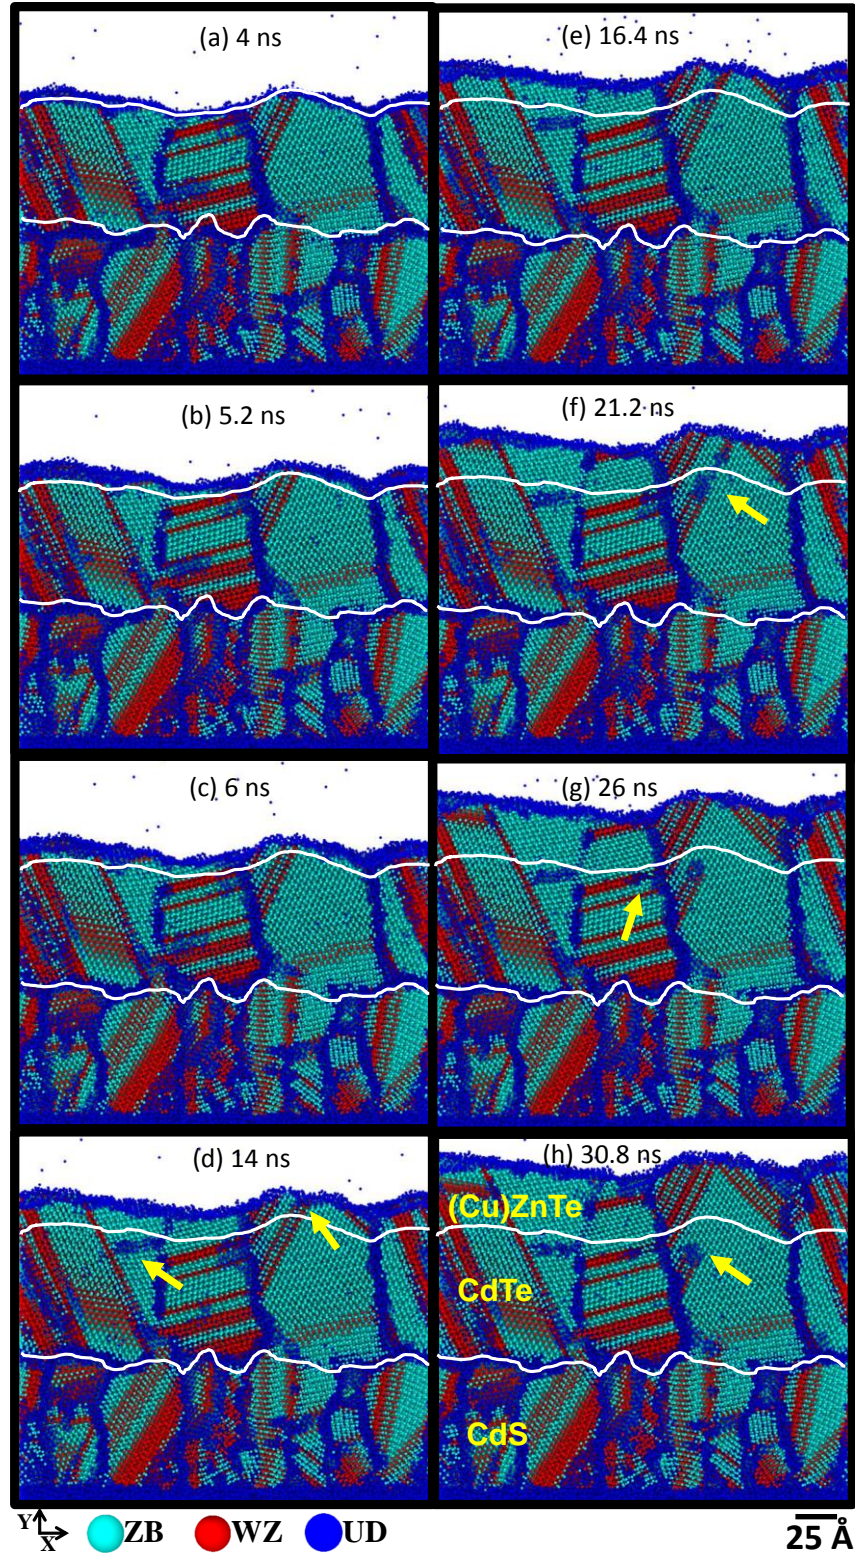 (a) 4 ns
(b) 5.2 ns
(c) 6 ns
(d) 14 ns
(e) 16.4 ns
(f) 21.2 ns
(g) 26 ns
(h) 30.8 ns
(Cu)ZnTe
CdTe
CdS
Y
X
ZB
WZ
UD
25 Å